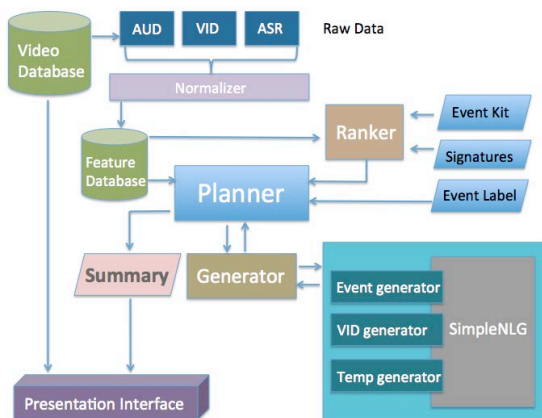 Video
Database
AUD
VID
ASR
Raw Data
Normalizer
Feature
Database
Ranker
Event Kit
Signatures
Event Label
Planner
Summary
Generator
Event generator
VID generator
Temp generator
SimpleNLG
Presentation Interface